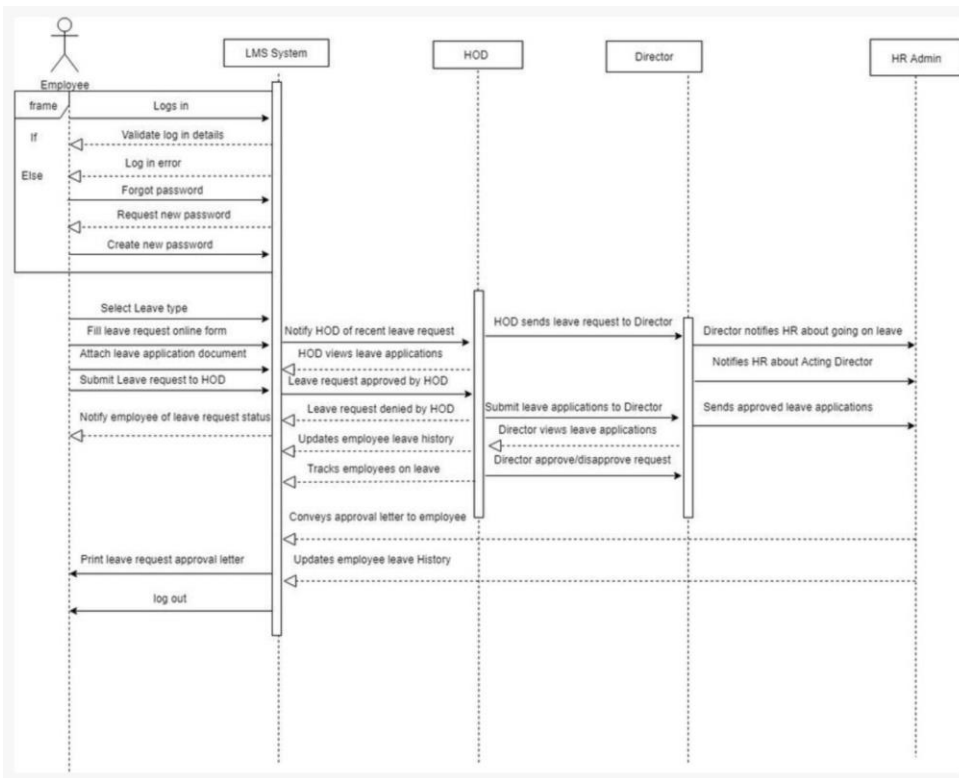 LMS System
HOD
Director
HR Admin
Employee
frame
Logs in
If
Validate log in details
Log in error
Else
Forgot password
Request new password
Create new password
Select Leave type
Fill leave request online form
Attach leave application document
Submit Leave request to HOD
Notify employee of leave request status
Notify HOD of recent leave request
HOD views leave applications
Leave request approved by HOD
Leave request denied by HOD
Updates employee leave history
Tracks employees on leave
HOD sends leave request to Director
Submit leave applications to Director
Director views leave applications
Director approve/disapprove request
Director notifies HR about going on leave
Notifies HR about Acting Director
Sends approved leave applications
Conveys approval letter to employee
Print leave request approval letter
Updates employee leave History
log out